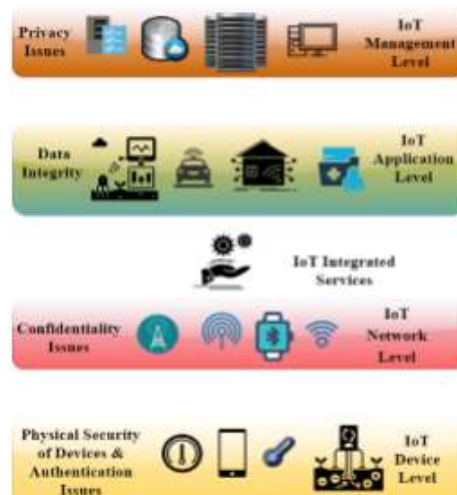 Privacy
Issues
IoT
Management
Level
Data
Integrity
IoT
Application
Level
IoT Integrated
Services
Confidentiality
Issues
IoT
Network
Level
Physical Security
of Devices &
Authentication
Issues
IoT
Device
Level